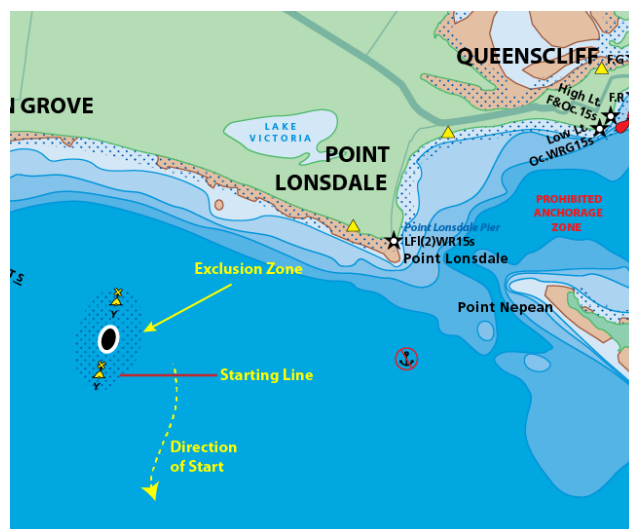 QUEENSCLIFF
F.G
High Lt.
F&Oc.15s
F.R
Low Lt.
Oc.WRG15s
N GROVE
LAKE
VICTORIA
POINT
LONSDALE
PROHIBITED
ANCHORAGE
ZONE
Point Lonsdale Pier
LFl(2)WR15s
Point Lonsdale
Exclusion Zone
T S
Point Nepean
Y
Y
Starting Line
Direction
of Start